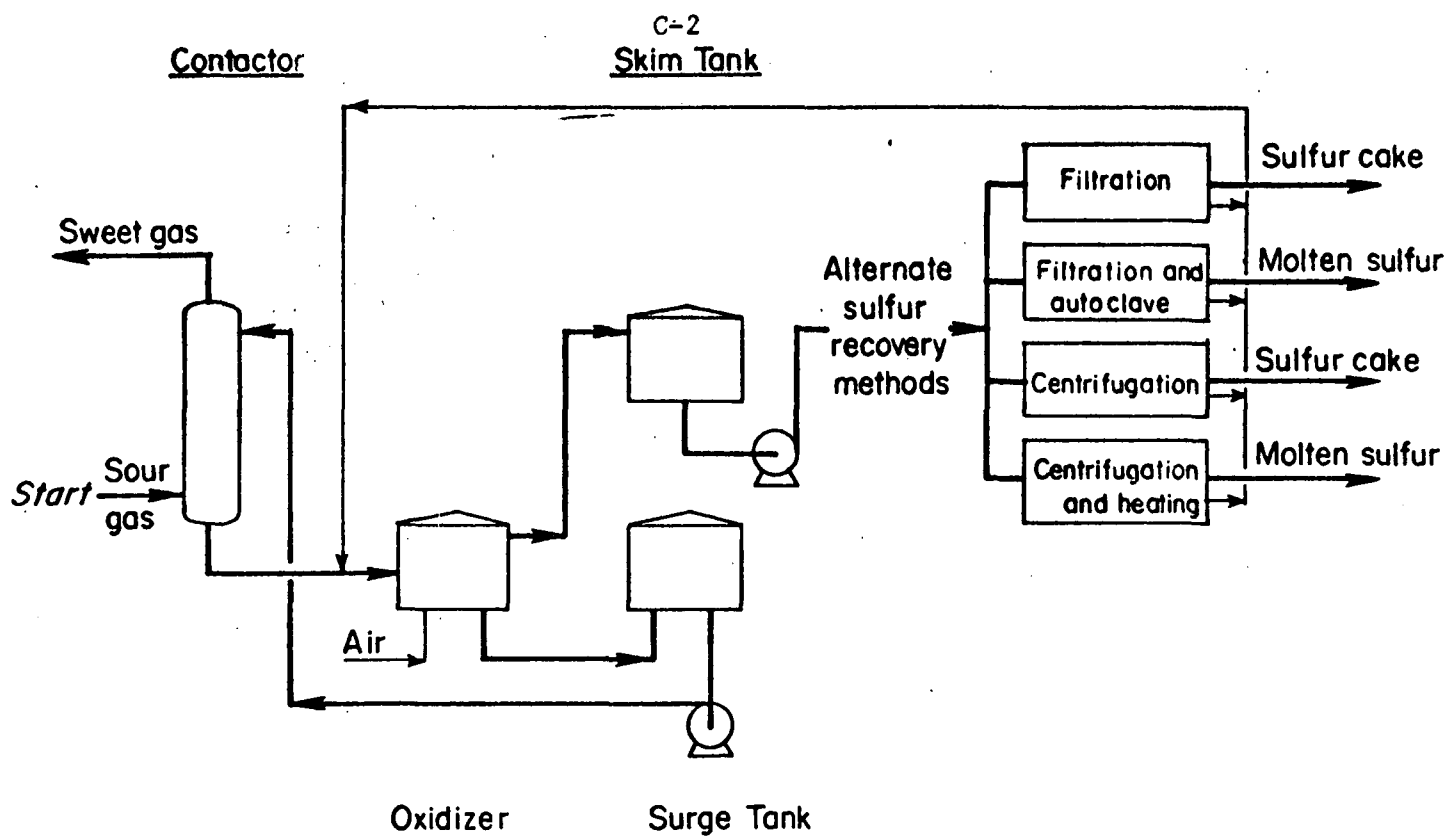 C-2
Contactor
Skim Tank
Sweet gas
Sour
Start
gas
Air
Alternate
sulfur
recovery
methods
Filtration
Sulfur cake
Filtration and
autoclave
Molten sulfur
Centrifugation
Sulfur cake
Centrifugation
and heating
Molten sulfur
Oxidizer
Surge Tank